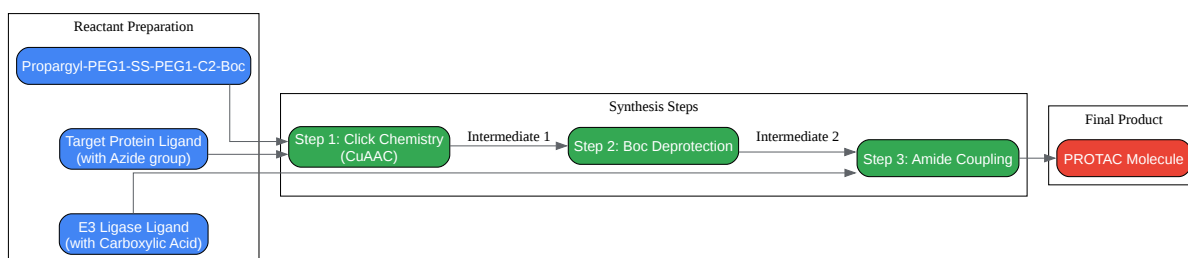 Reactant Preparation
Propargyl-PEG1-SS-PEG1-C2-Boc
Target Protein Ligand
(with Azide group)
E3 Ligase Ligand
(with Carboxylic Acid)
Synthesis Steps
Step 1: Click Chemistry
(CuAAC)
Intermediate 1
Step 2: Boc Deprotection
Intermediate 2
Step 3: Amide Coupling
Final Product
PROTAC Molecule